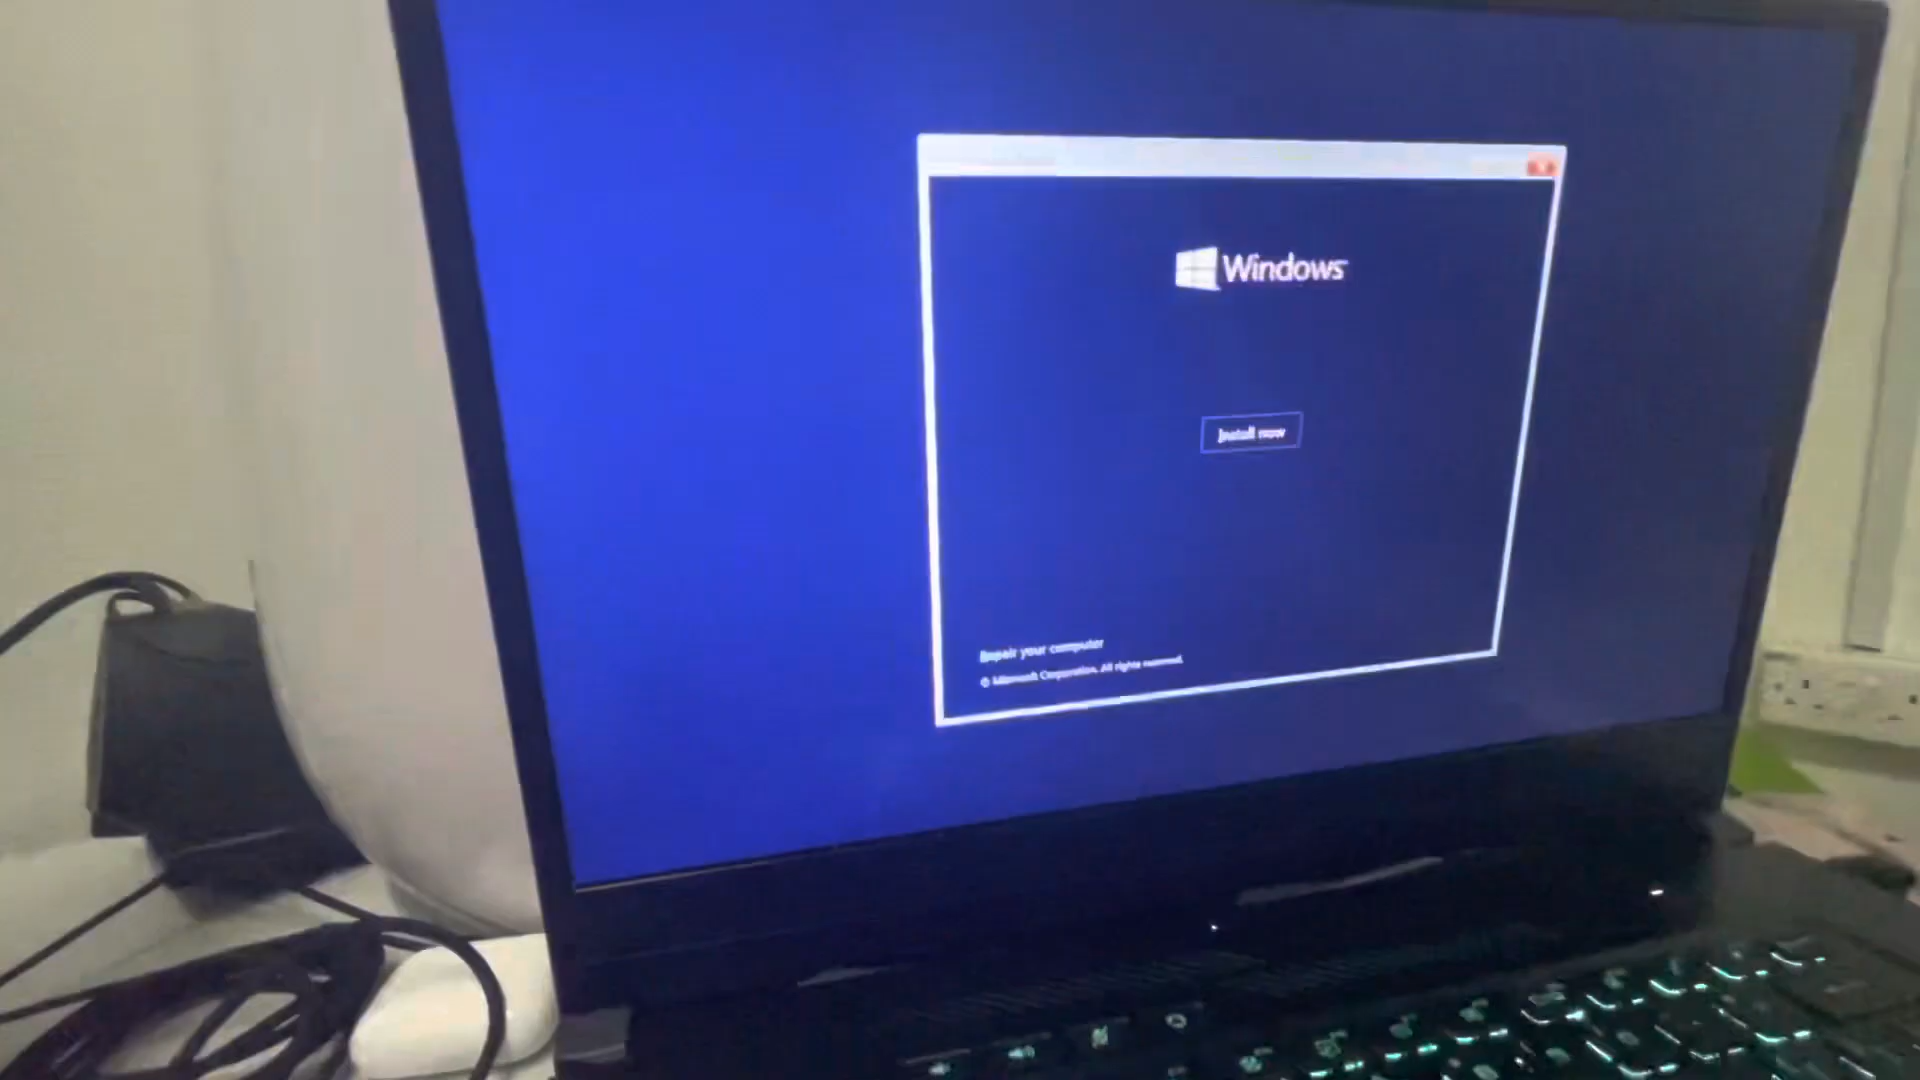 Windows
Install now
Repair your computer
© Microsoft Corporation. All rights reserved.